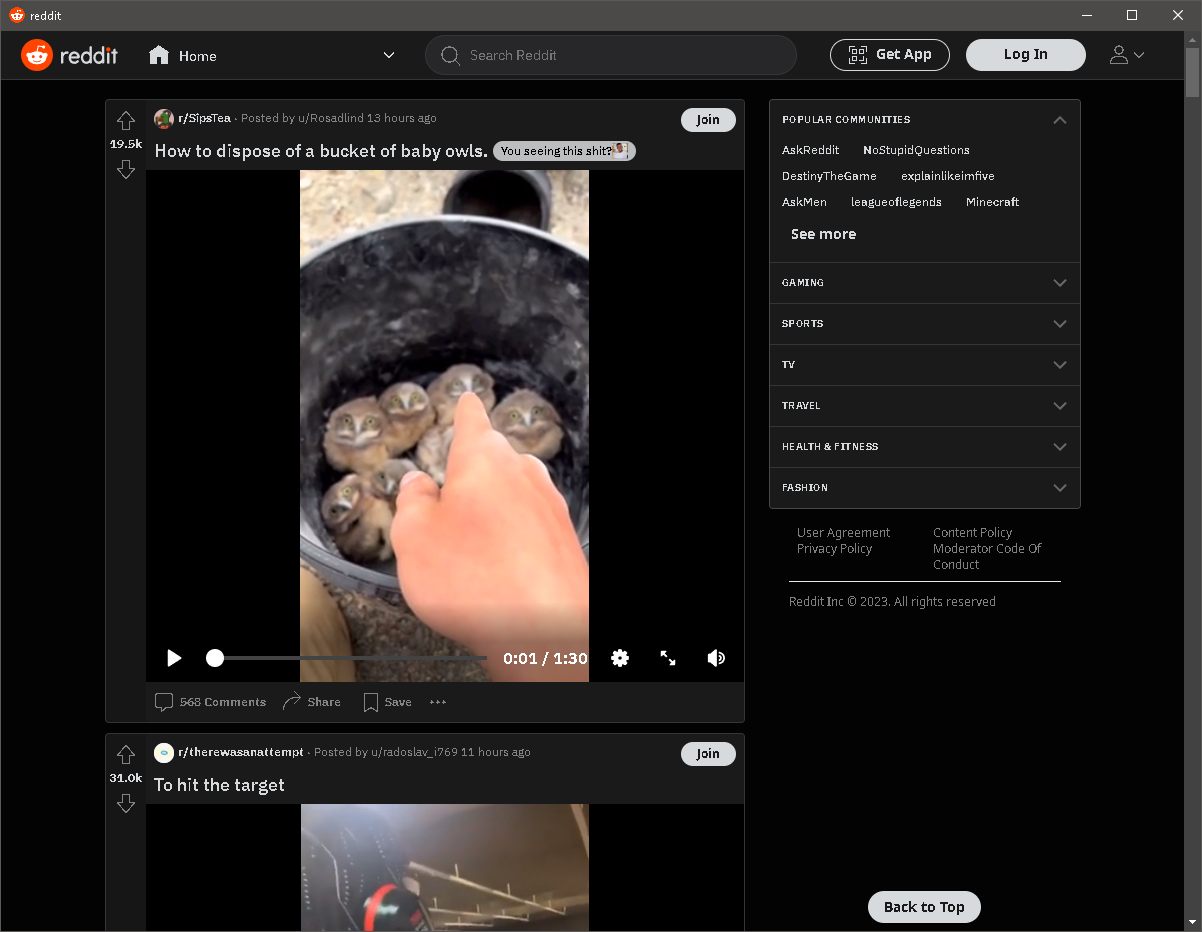 reddit
reddit
Home
Search Reddit
Get App
Log In
r/SipsTea · Posted by u/Rosadlind 13 hours ago
Join
19.5k
How to dispose of a bucket of baby owls.
You seeing this shit?
0:01 / 1:30
568 Comments
Share
Save
r/therewasanattempt · Posted by u/radoslav_i769 11 hours ago
Join
31.0k
To hit the target
POPULAR COMMUNITIES
AskReddit NoStupidQuestions
DestinyTheGame explainlikeimfive
AskMen leagueoflegends Minecraft
See more
GAMING
SPORTS
TV
TRAVEL
HEALTH & FITNESS
FASHION
User Agreement
Privacy Policy
Content Policy
Moderator Code Of
Conduct
Reddit Inc © 2023. All rights reserved
Back to Top